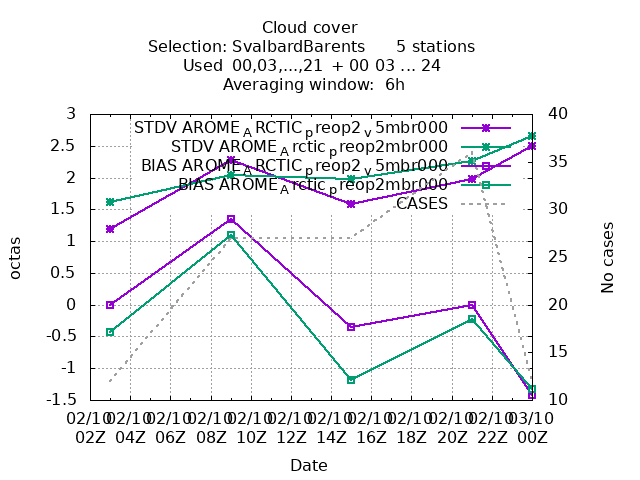 Cloud cover
Selection: SvalbardBarents 5 stations
Used 00,03,...,21 + 00 03 ... 24
Averaging window: 6h
3
2.5
2
1.5
1
0.5
0
-0.5
-1
-1.5
octas
STDV AROME_ARCTIC_preop2_v5mbr000
STDV AROME_Arctic_preop2mbr000
BIAS AROME_ARCTIC_preop2_v5mbr000
BIAS AROME_Arctic_preop2mbr000
CASES
40
35
30
25
20
15
10
No cases
02/10 02/10 02/10 02/10 02/10 02/10 02/10 02/10 02/10 02/10 02/10 03/10
02Z 04Z 06Z 08Z 10Z 12Z 14Z 16Z 18Z 20Z 22Z 00Z
Date